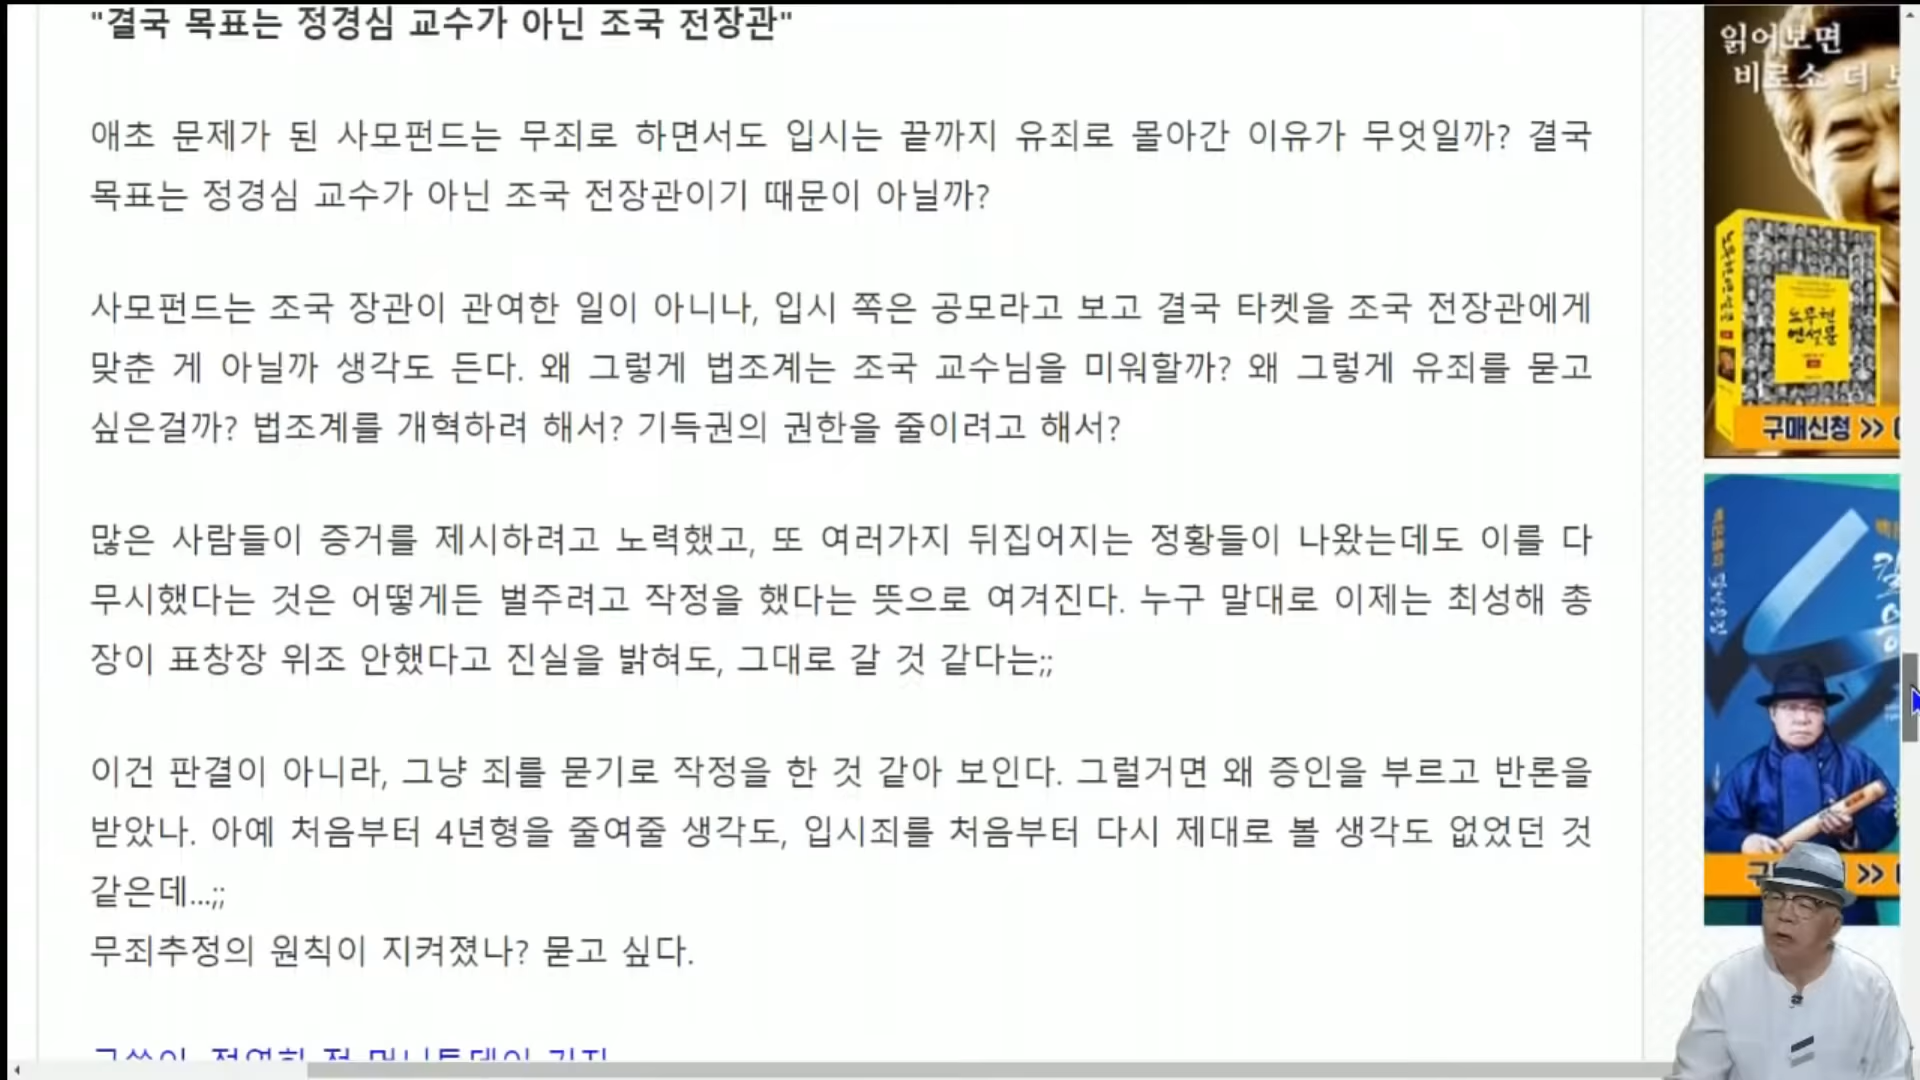 "결국 목표는 정경심 교수가 아닌 조국 전장관"
애초 문제가 된 사모펀드는 무죄로 하면서도 입시는 끝까지 유죄로 몰아간 이유가 무엇일까? 결국
목표는 정경심 교수가 아닌 조국 전장관이기 때문이 아닐까?
사모펀드는 조국 장관이 관여한 일이 아니나, 입시 쪽은 공모라고 보고 결국 타켓을 조국 전장관에게
맞춘 게 아닐까 생각도 든다. 왜 그렇게 법조계는 조국 교수님을 미워할까? 왜 그렇게 유죄를 묻고
싶은걸까? 법조계를 개혁하려 해서? 기득권의 권한을 줄이려고 해서?
많은 사람들이 증거를 제시하려고 노력했고, 또 여러가지 뒤집어지는 정황들이 나왔는데도 이를 다
무시했다는 것은 어떻게든 벌주려고 작정을 했다는 뜻으로 여겨진다. 누구 말대로 이제는 최성해 총
장이 표창장 위조 안했다고 진실을 밝혀도, 그대로 갈 것 같다는;;
이건 판결이 아니라, 그냥 죄를 묻기로 작정을 한 것 같아 보인다. 그럴거면 왜 증인을 부르고 반론을
받았나. 아예 처음부터 4년형을 줄여줄 생각도, 입시죄를 처음부터 다시 제대로 볼 생각도 없었던 것
같은데...;;
무죄추정의 원칙이 지켜졌나? 묻고 싶다.
읽어보면
비로소 더
노무현
연설문
구매신청 >>
>>